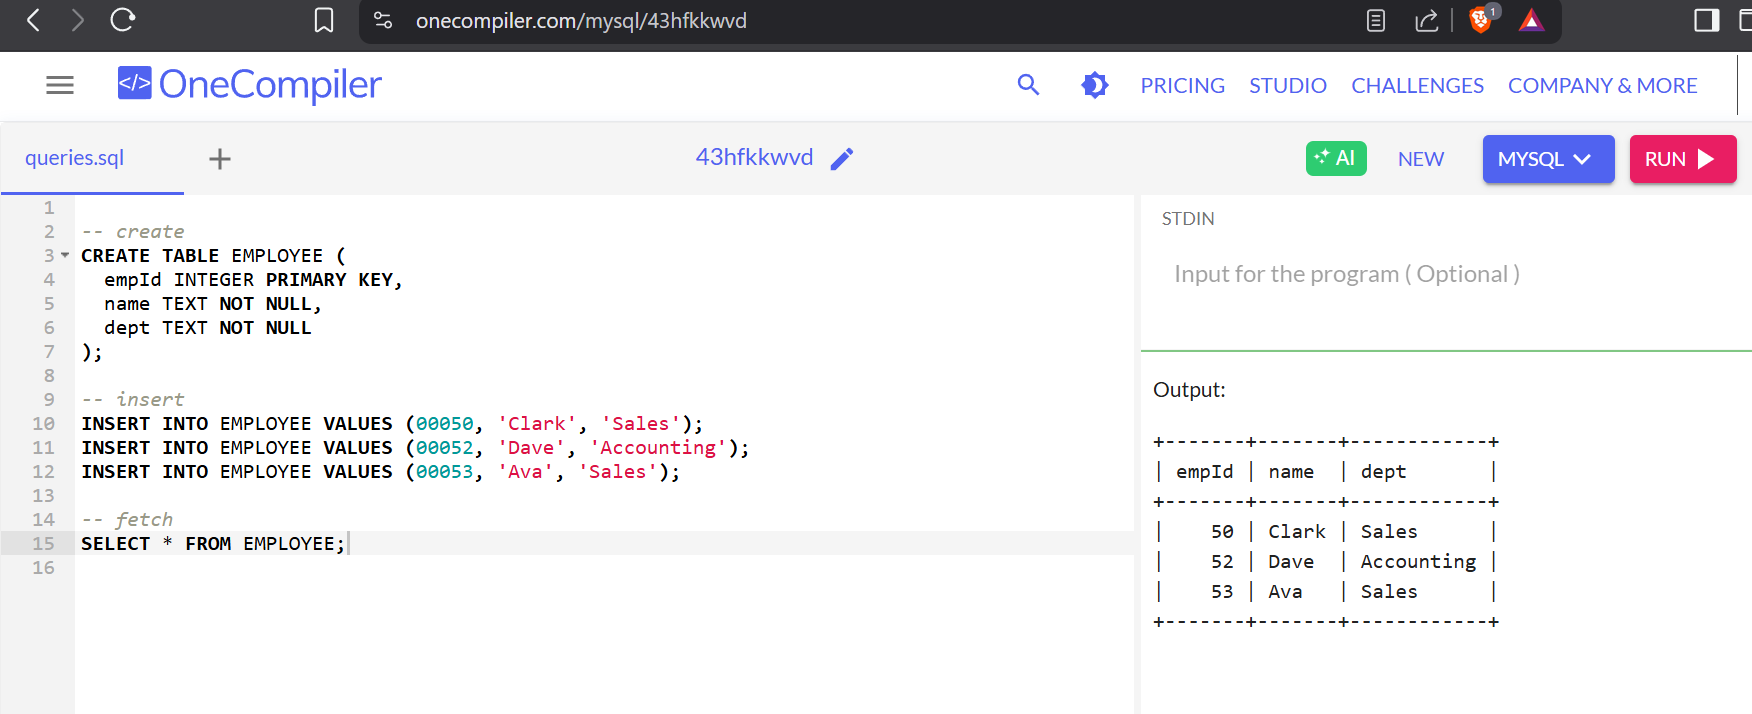 onecompiler.com/mysql/43hfkkwvd
1
</> OneCompiler
PRICING STUDIO CHALLENGES COMPANY & MORE
queries.sql + 43hfkkwvd AI NEW MYSQL RUN
1
2 -- create
3 CREATE TABLE EMPLOYEE (
4   empId INTEGER PRIMARY KEY,
5   name TEXT NOT NULL,
6   dept TEXT NOT NULL
7 );
8
9 -- insert
10 INSERT INTO EMPLOYEE VALUES (00050, 'Clark', 'Sales');
11 INSERT INTO EMPLOYEE VALUES (00052, 'Dave', 'Accounting');
12 INSERT INTO EMPLOYEE VALUES (00053, 'Ava', 'Sales');
13
14 -- fetch
15 SELECT * FROM EMPLOYEE;
16
STDIN
Input for the program ( Optional )
Output:
+-------+-------+------------+
| empId | name  | dept       |
+-------+-------+------------+
|    50 | Clark | Sales      |
|    52 | Dave  | Accounting |
|    53 | Ava   | Sales      |
+-------+-------+------------+